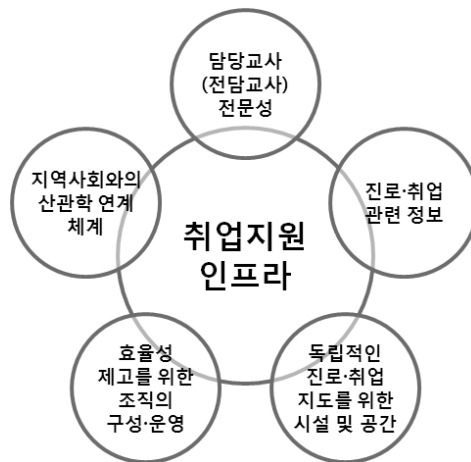 담당교사
(전담교사)
전문성
지역사회와의
산관학 연계
체계
진로·취업
관련 정보
취업지원
인프라
효율성
제고를 위한
조직의
구성·운영
독립적인
진로·취업
지도를 위한
시설 및 공간